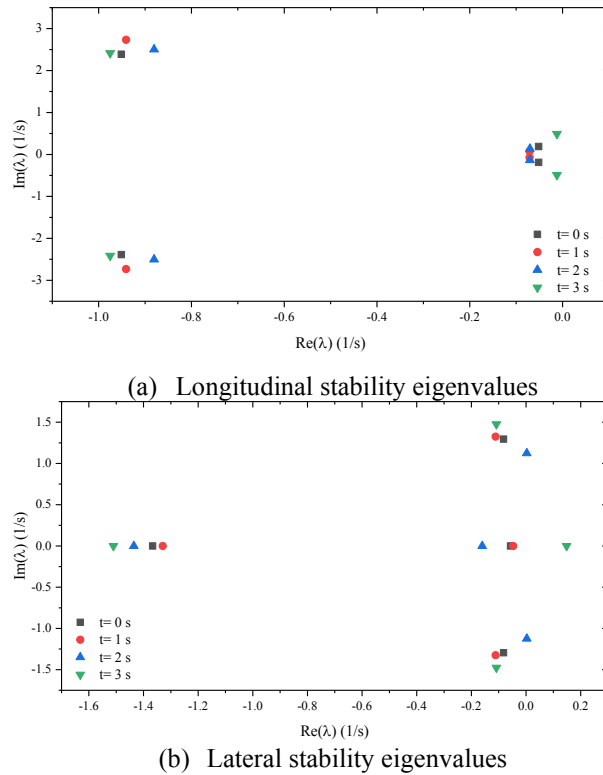 3
2
1
0
-1
-2
-3
Im(λ) (1/s)
-1.0
-0.8
-0.6
-0.4
-0.2
0.0
Re(λ) (1/s)
t= 0 s
t= 1 s
t= 2 s
t= 3 s
(a) Longitudinal stability eigenvalues
1.5
1.0
0.5
0.0
-0.5
-1.0
-1.5
Im(λ) (1/s)
t= 0 s
t= 1 s
t= 2 s
t= 3 s
-1.6
-1.4
-1.2
-1.0
-0.8
-0.6
-0.4
-0.2
0.0
0.2
Re(λ) (1/s)
(b) Lateral stability eigenvalues